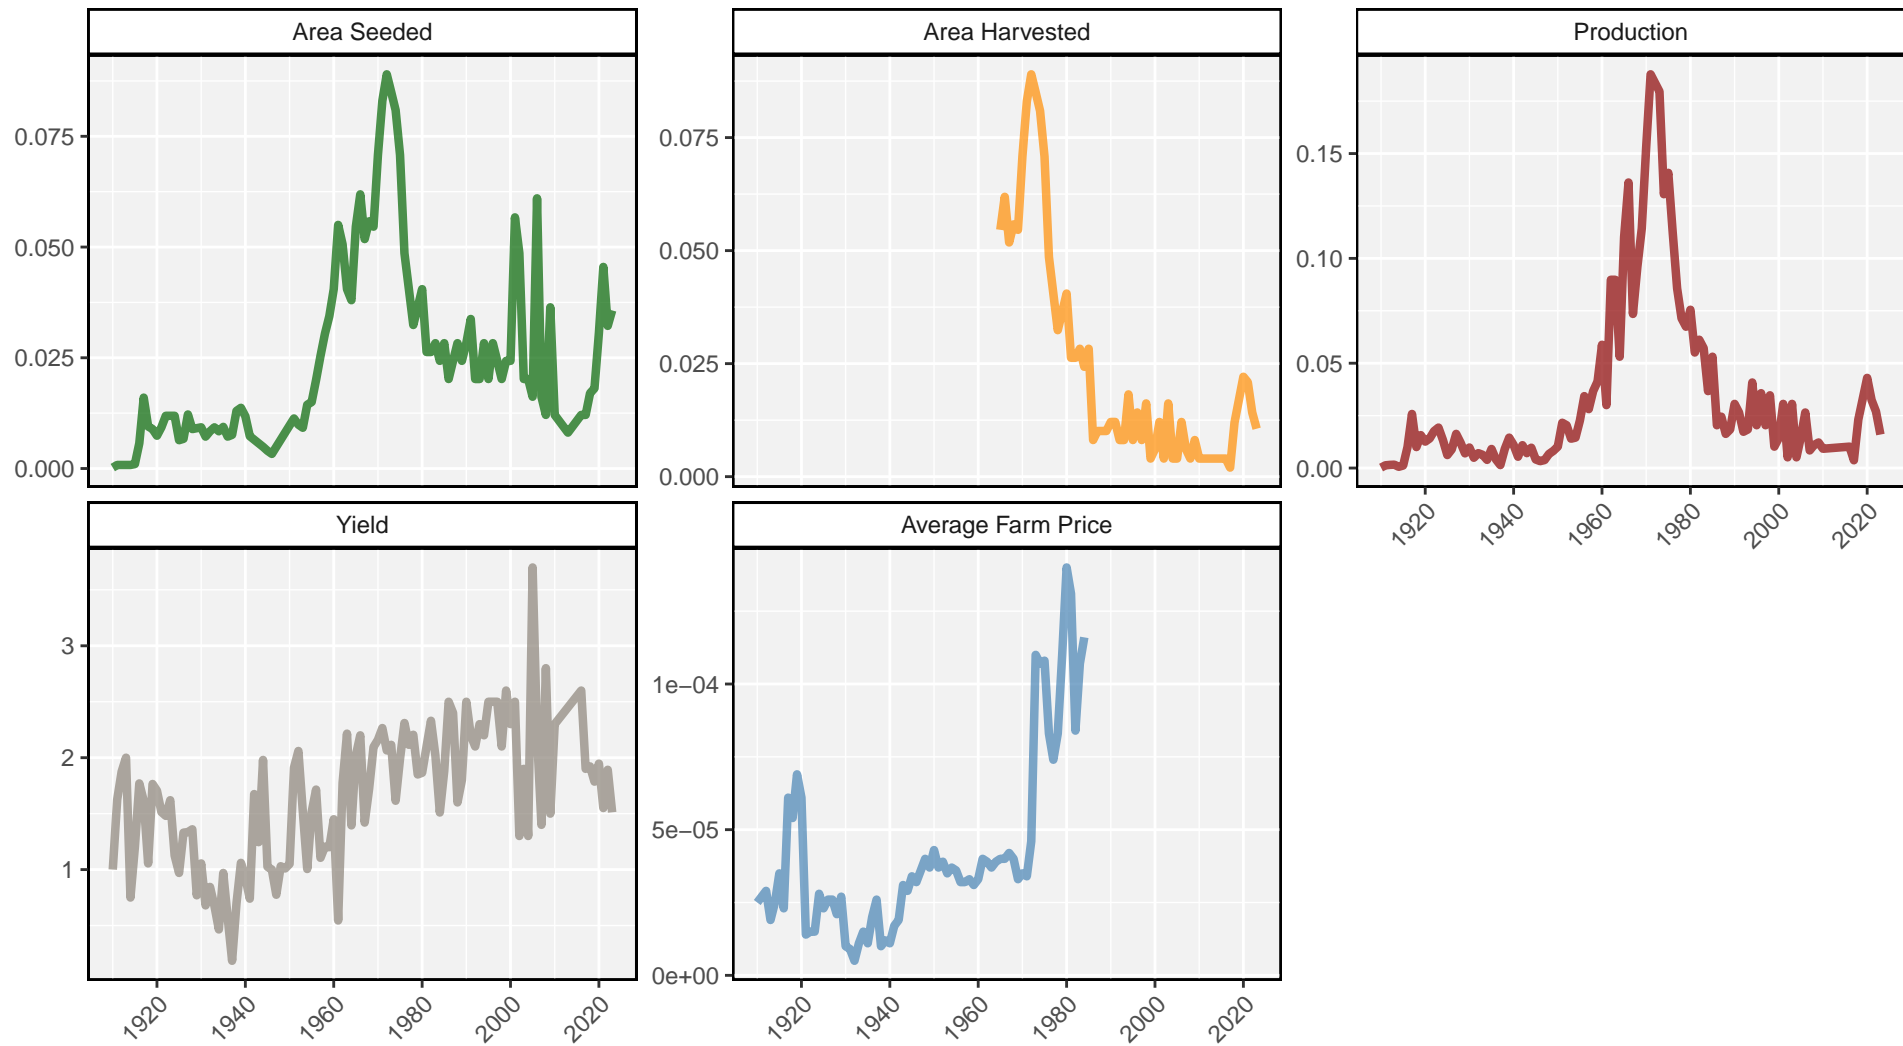 Area Seeded
Area Harvested
Production
0.075
0.050
0.025
0.000
0.075
0.050
0.025
0.000
0.15
0.10
0.05
0.00
1920 1940 1960 1980 2000 2020
Yield
Average Farm Price
3
2
1
1e−04
5e−05
0e+00
1920 1940 1960 1980 2000 2020
1920 1940 1960 1980 2000 2020